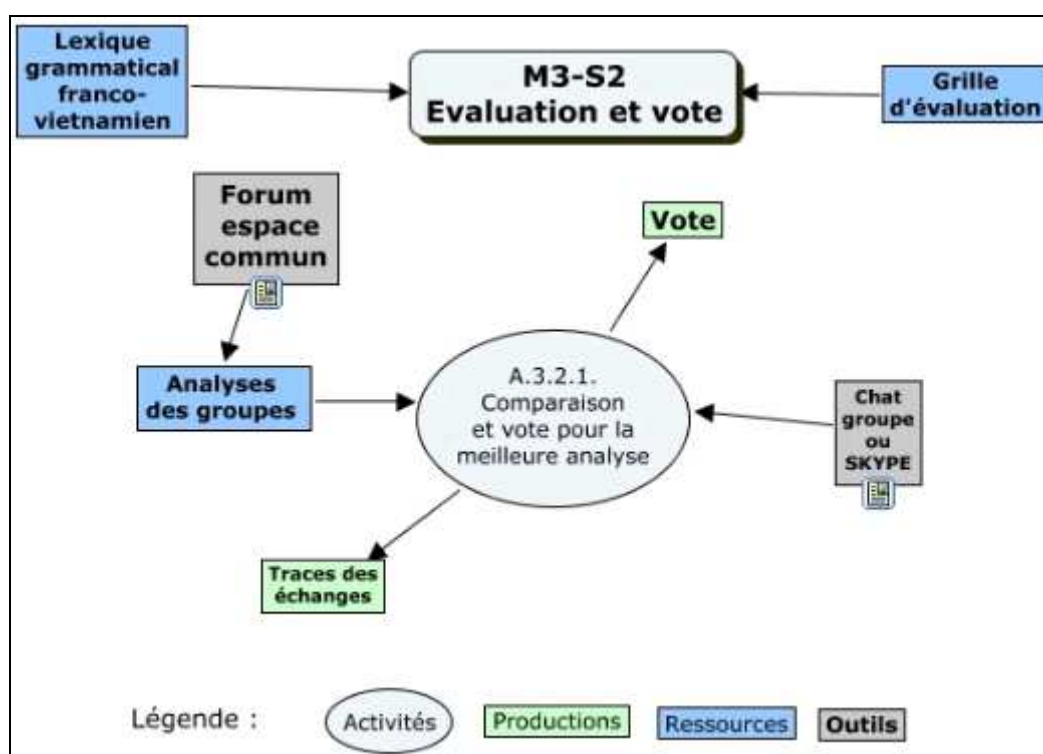 Lexique
grammatical
franco-
vietnamien
M3-S2
Evaluation et vote
Grille
d'évaluation
Forum
espace
commun
Vote
Analyses
des groupes
A.3.2.1.
Comparaison
et vote pour la
meilleure analyse
Chat
groupe
ou
SKYPE
Traces des
échanges
Légende :
Activités
Productions
Ressources
Outils